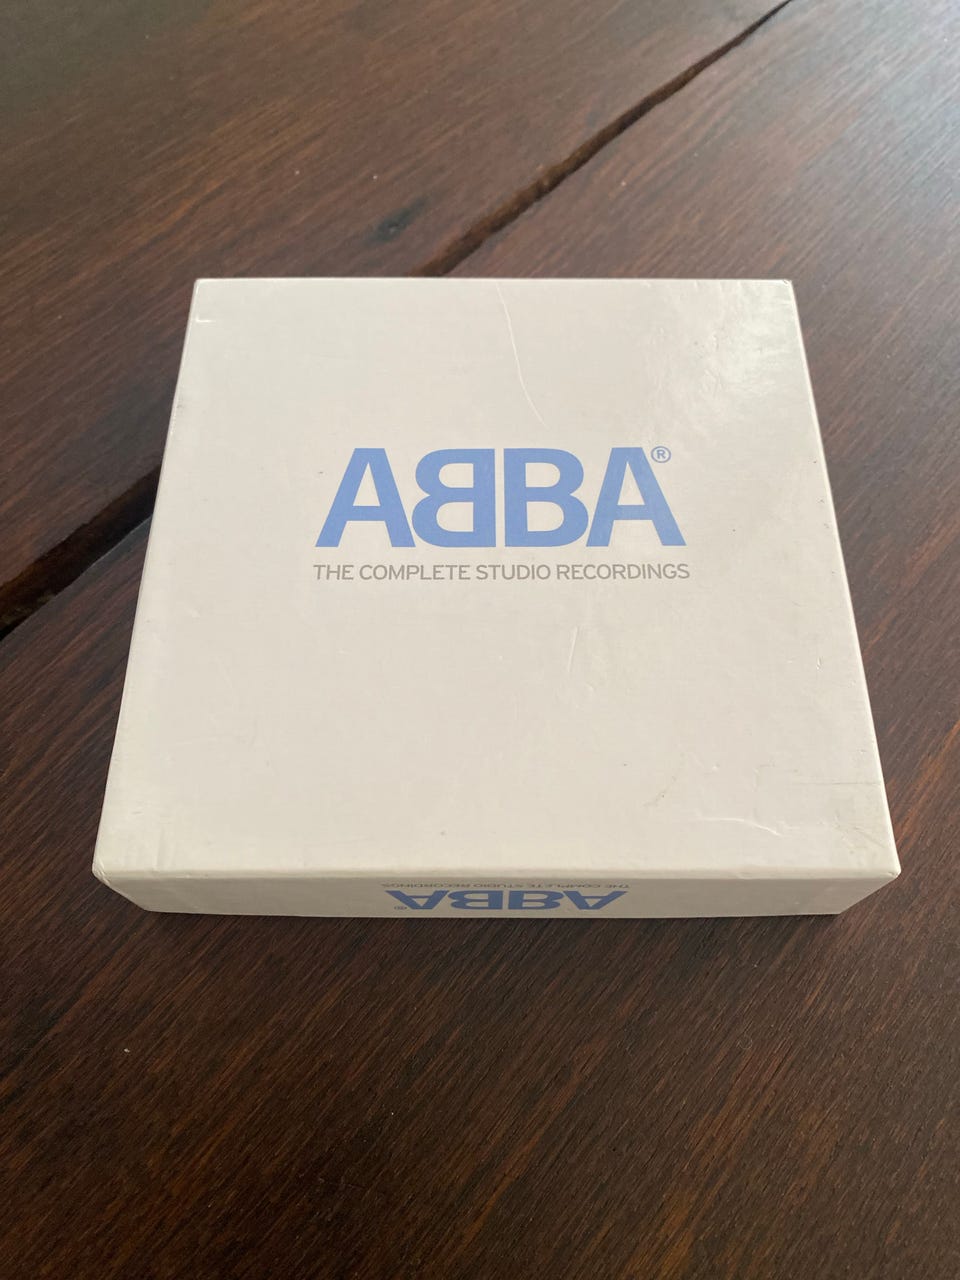 ABBA®
THE COMPLETE STUDIO RECORDINGS
ABBA®
THE COMPLETE STUDIO RECORDINGS